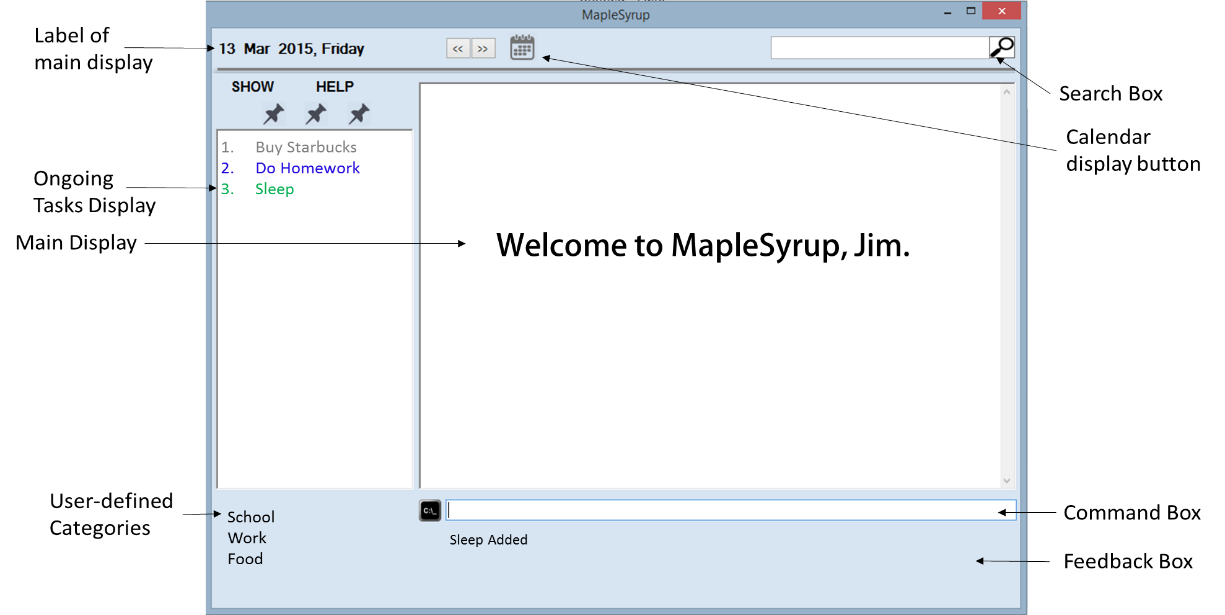 MapleSyrup
Label of
main display
13 Mar 2015, Friday
<< >>
Search Box
Calendar
display button
SHOW HELP
1. Buy Starbucks
2. Do Homework
3. Sleep
Ongoing
Tasks Display
Main Display
Welcome to MapleSyrup, Jim.
User-defined
Categories
School
Work
Food
C:\_
Sleep Added
Command Box
Feedback Box